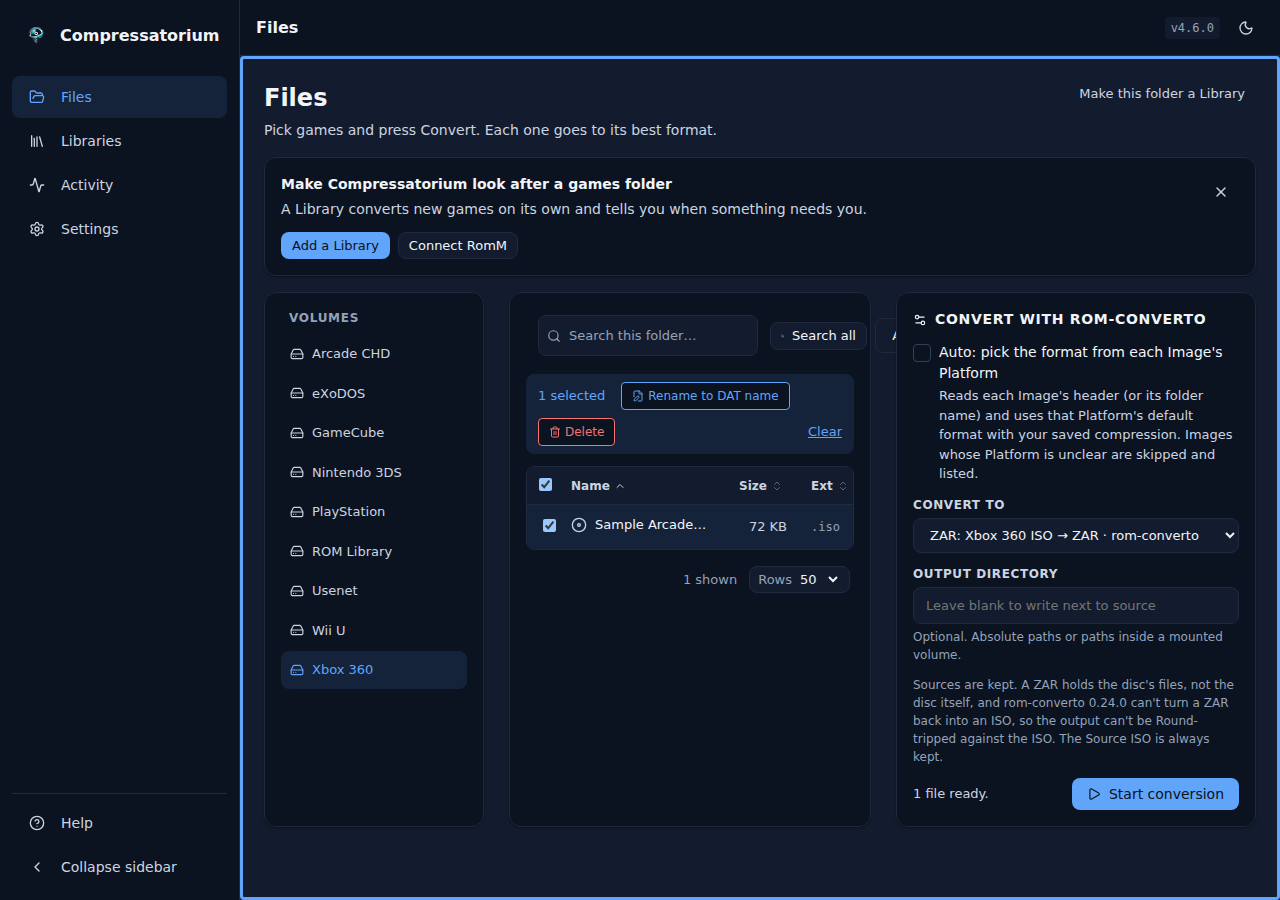 Compressatorium
Files
Libraries
Activity
Settings
Help
Collapse sidebar
Files
v4.6.0
Files
Make this folder a Library
Pick games and press Convert. Each one goes to its best format.
Make Compressatorium look after a games folder
A Library converts new games on its own and tells you when something needs you.
Add a Library
Connect RomM
VOLUMES
Arcade CHD
eXoDOS
GameCube
Nintendo 3DS
PlayStation
ROM Library
Usenet
Wii U
Xbox 360
Search this folder…
Search all
1 selected
Rename to DAT name
Delete
Clear
Name
Size
Ext
Sample Arcade…
72 KB
.iso
1 shown
Rows 50
CONVERT WITH ROM-CONVERTO
Auto: pick the format from each Image's
Platform
Reads each Image's header (or its folder
name) and uses that Platform's default
format with your saved compression. Images
whose Platform is unclear are skipped and
listed.
CONVERT TO
ZAR: Xbox 360 ISO → ZAR · rom-converto
OUTPUT DIRECTORY
Leave blank to write next to source
Optional. Absolute paths or paths inside a mounted
volume.
Sources are kept. A ZAR holds the disc's files, not the
disc itself, and rom-converto 0.24.0 can't turn a ZAR
back into an ISO, so the output can't be Round-
tripped against the ISO. The Source ISO is always
kept.
1 file ready.
Start conversion